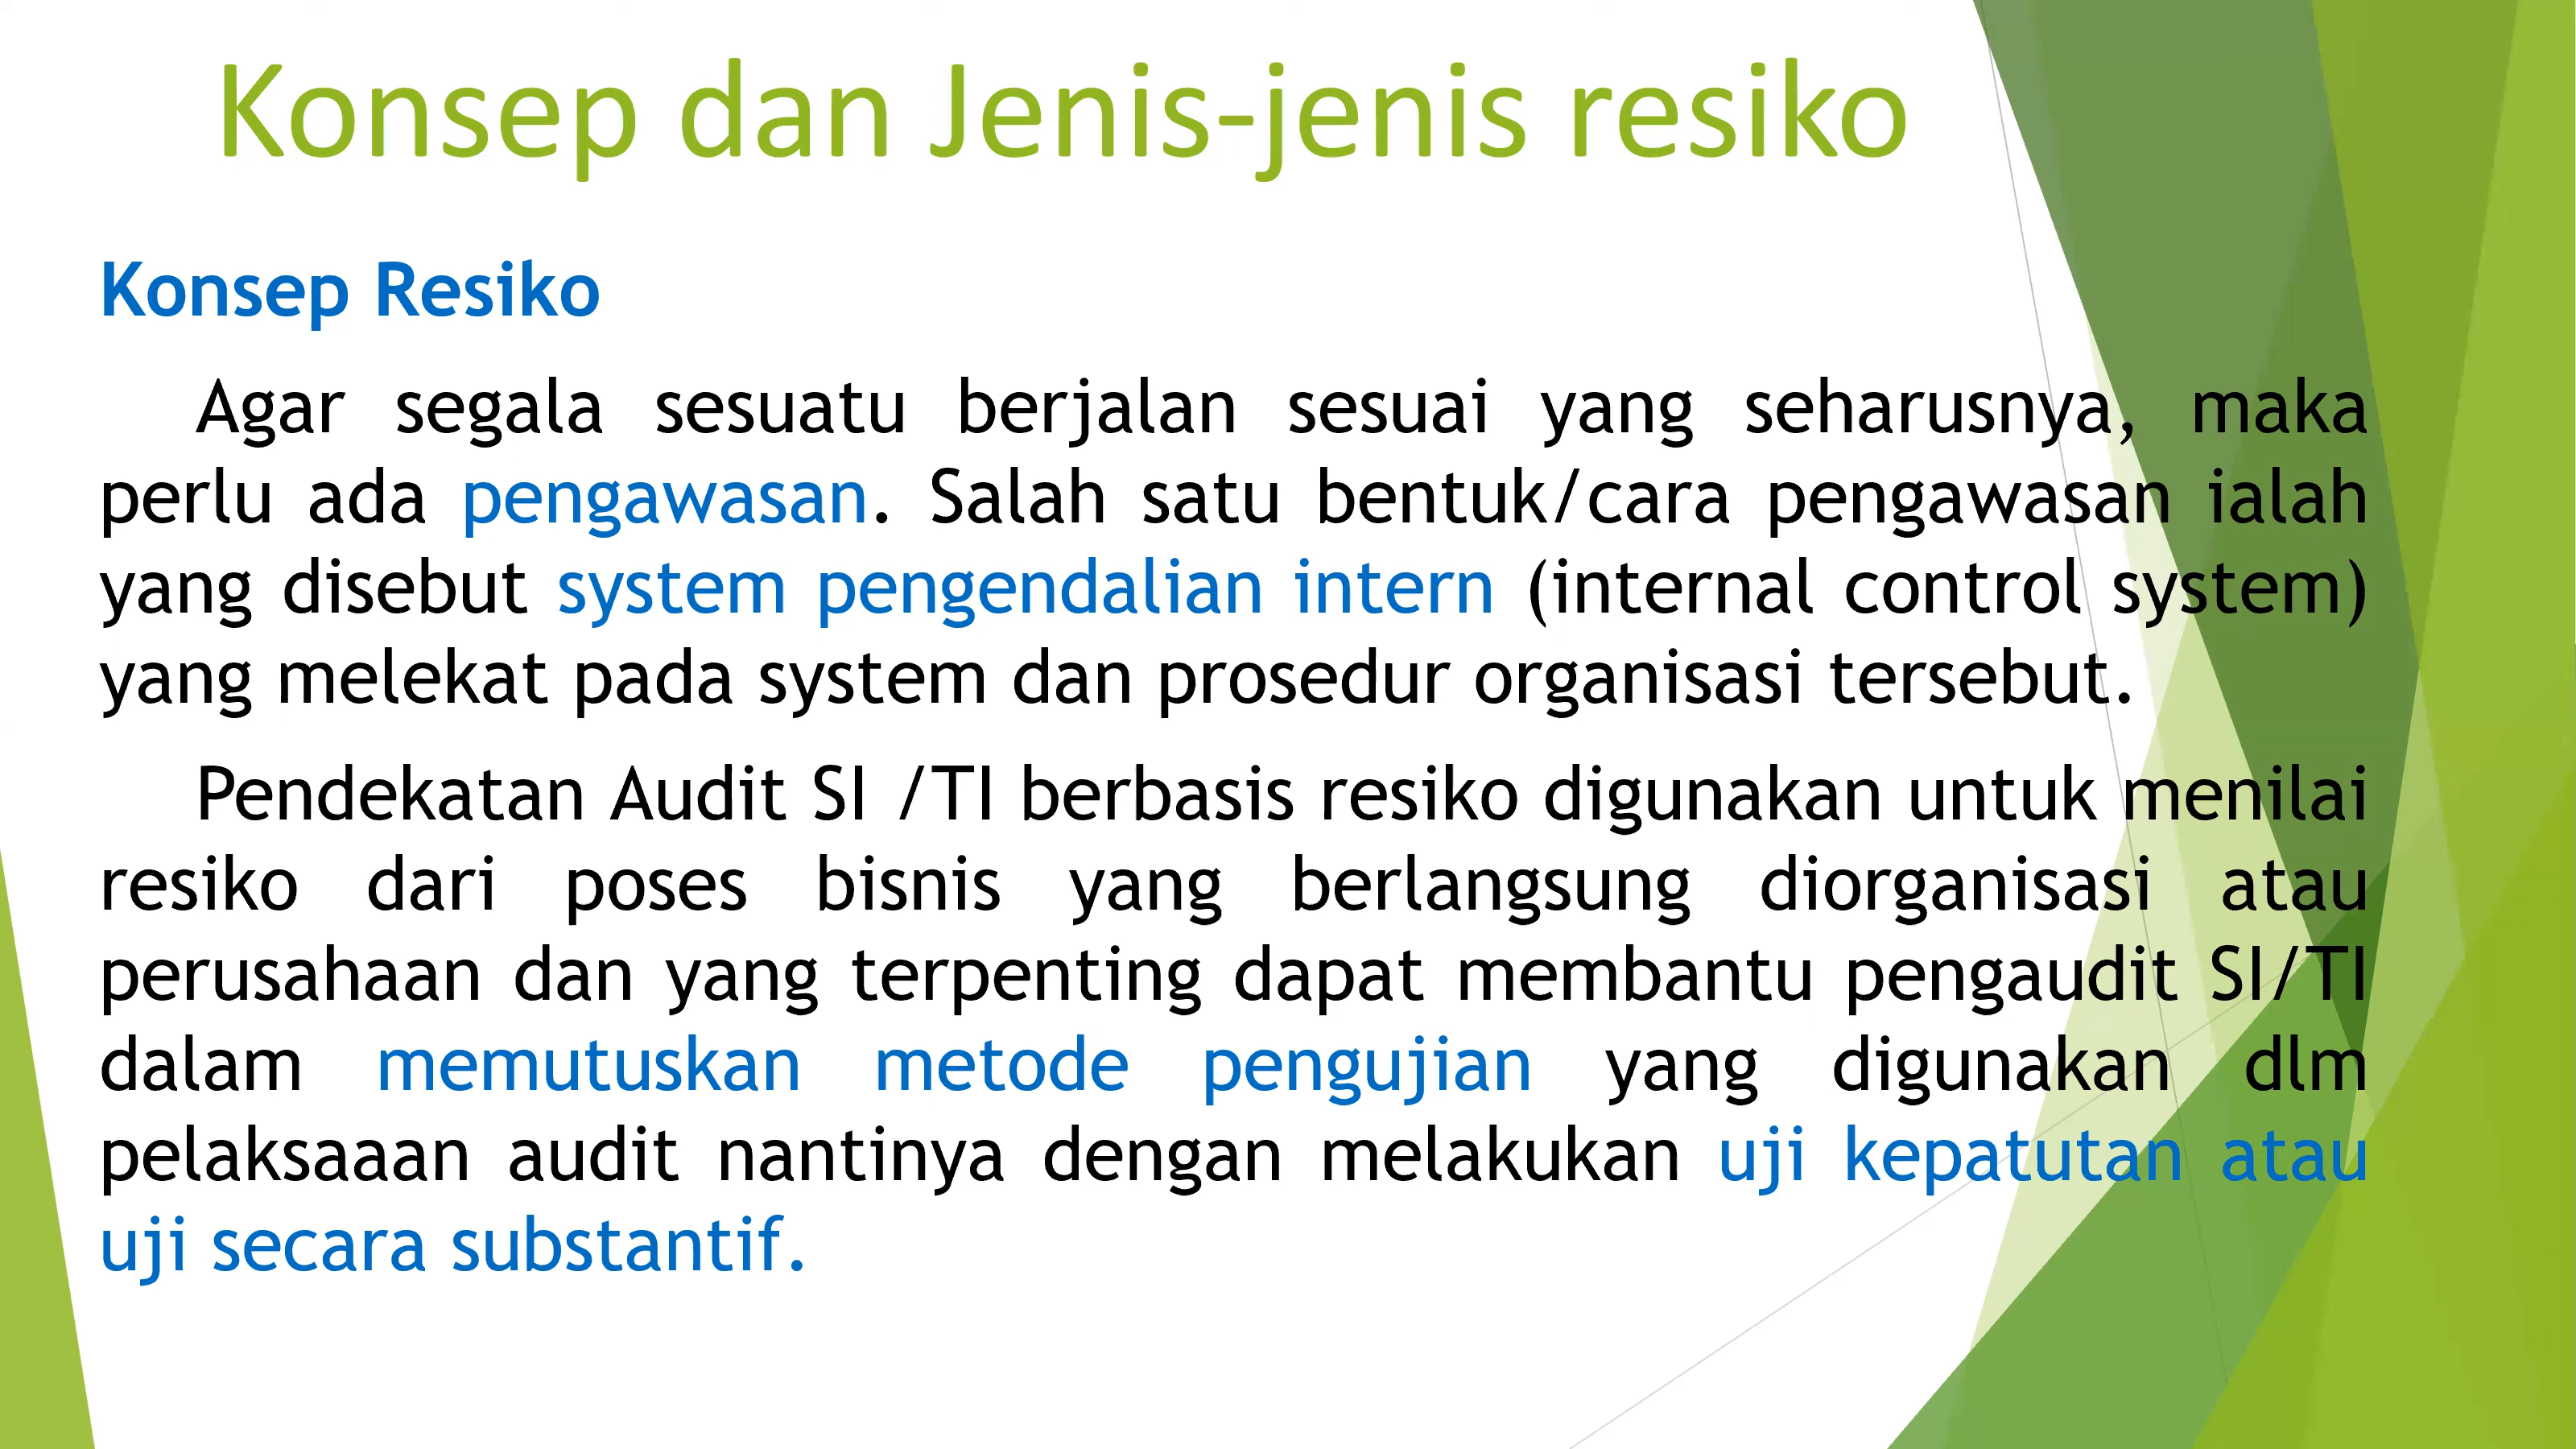 Konsep dan Jenis-jenis resiko
Konsep Resiko
Agar segala sesuatu berjalan sesuai yang seharusnya, maka
perlu ada pengawasan. Salah satu bentuk/cara pengawasan ialah
yang disebut system pengendalian intern (internal control system)
yang melekat pada system dan prosedur organisasi tersebut.
Pendekatan Audit SI /TI berbasis resiko digunakan untuk menilai
resiko dari poses bisnis yang berlangsung diorganisasi atau
perusahaan dan yang terpenting dapat membantu pengaudit SI/TI
dalam memutuskan metode pengujian yang digunakan dlm
pelaksaaan audit nantinya dengan melakukan uji kepatutan atau
uji secara substantif.